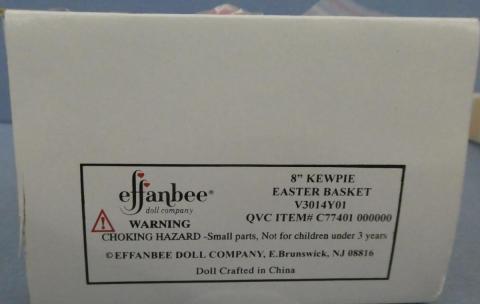 effanbee®
doll company
8” KEWPIE
EASTER BASKET
V3014Y01
QVC ITEM# C77401 000000
WARNING
CHOKING HAZARD -Small parts, Not for children under 3 years
©EFFANBEE DOLL COMPANY, E.Brunswick, NJ 08816
Doll Crafted in China